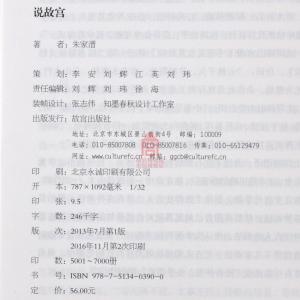 说故宫
著 者：朱家溍
策 划：李 安 刘 辉 江 英 刘 玮
责任编辑：刘 辉 刘 玮 徐 海
装帧设计：张志伟 知墨春秋设计工作室
出版发行：故宫出版社
地址：北京市东城区景山前街4号 邮编：100009
电话：010-85007808 010-85007816 传真：010-65129479
网址：www.culturefc.cn 邮箱：ggcb@culturefc.cn
印 刷：北京永诚印刷有限公司
开 本：787×1092毫米 1/32
印 张：9.5
字 数：246千字
版 次：2013年7月第1版
2016年11月第2次印刷
印 数：5001~7000册
书 号：ISBN 978-7-5134-0390-0
定 价：56.00元